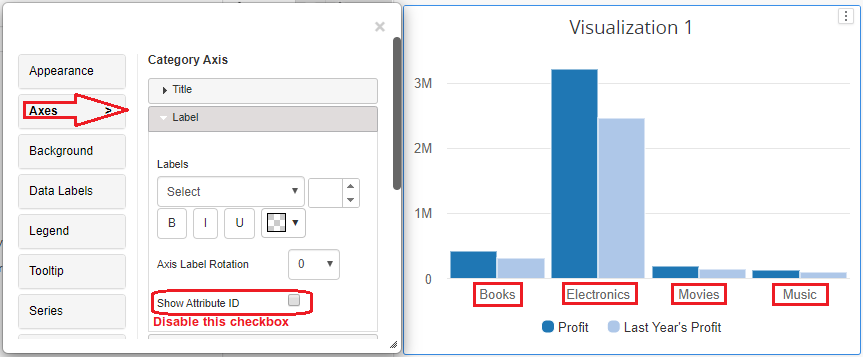 ×
Appearance
Axes >
Background
Data Labels
Legend
Tooltip
Series
Category Axis
Title
Label
Labels
Select
B I U
Axis Label Rotation 0
Show Attribute ID
Disable this checkbox
Visualization 1
3M
2M
1M
0
Books Electronics Movies Music
Profit Last Year's Profit